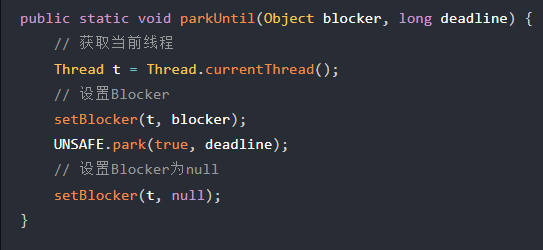 public static void parkUntil(Object blocker, long deadline) {
    // 获取当前线程
    Thread t = Thread.currentThread();
    // 设置Blocker
    setBlocker(t, blocker);
    UNSAFE.park(true, deadline);
    // 设置Blocker为null
    setBlocker(t, null);
}